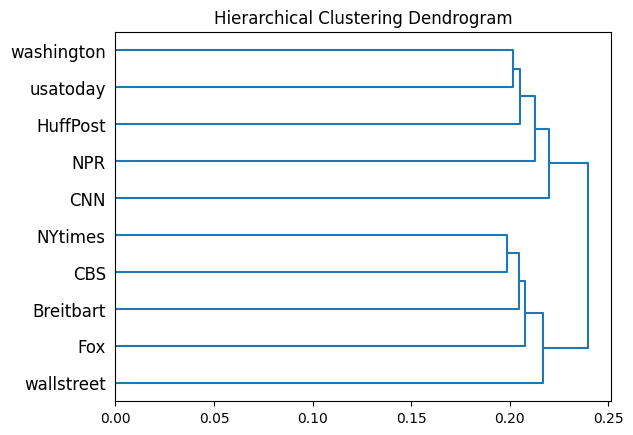 Hierarchical Clustering Dendrogram
washington
usatoday
HuffPost
NPR
CNN
NYtimes
CBS
Breitbart
Fox
wallstreet
0.00 0.05 0.10 0.15 0.20 0.25